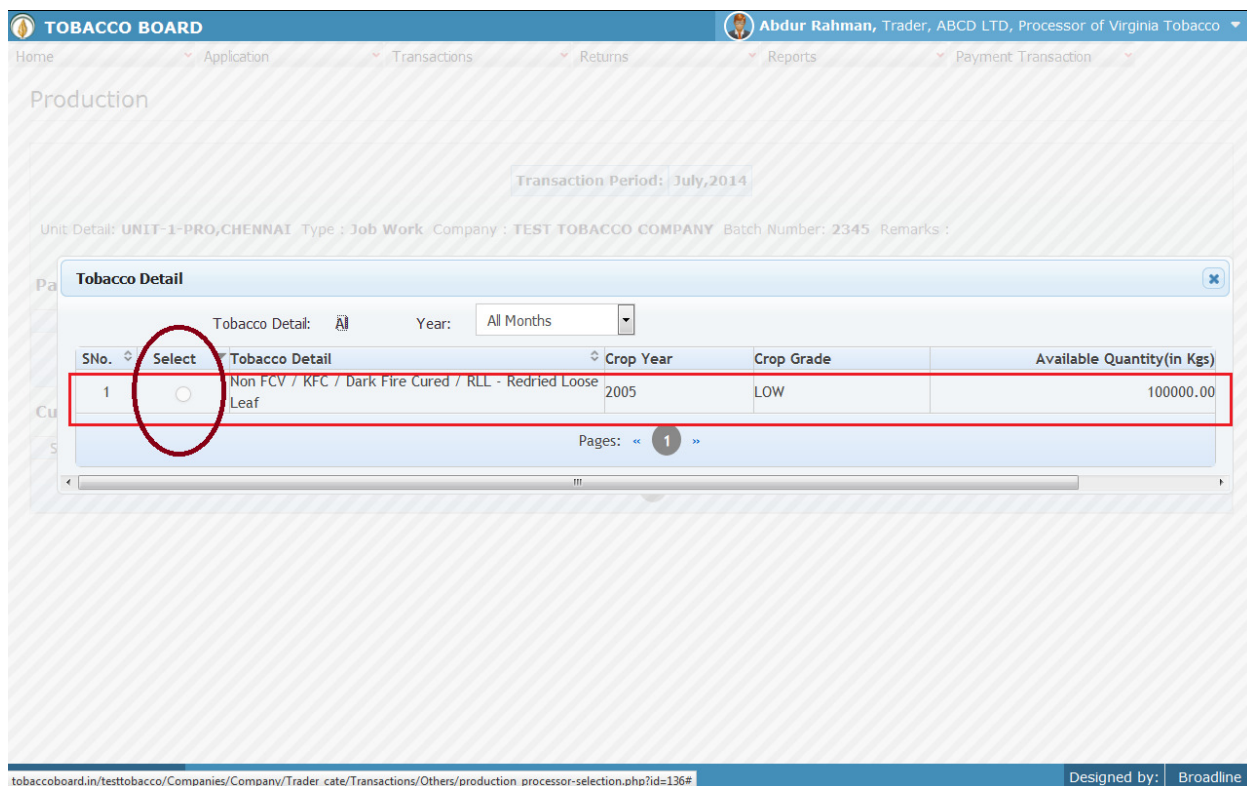 TOBACCO BOARD
Abdur Rahman, Trader, ABCD LTD, Processor of Virginia Tobacco
Home Application Transactions Returns Reports Payment Transaction
Production
Transaction Period: July,2014
Unit Detail: UNIT-1-PRO,CHENNAI Type : Job Work Company : TEST TOBACCO COMPANY Batch Number: 2345 Remarks :
Pa
Tobacco Detail
Tobacco Detail: All Year: All Months
SNo. Select Tobacco Detail Crop Year Crop Grade Available Quantity(in Kgs)
1 Non FCV / KFC / Dark Fire Cured / RLL - Redried Loose Leaf 2005 LOW 100000.00
Cu
S
Pages: « 1 »
tobaccoboard.in/testtobacco/Companies/Company/Trader_cate/Transactions/Others/production_processor-selection.php?id=136#
Designed by: Broadline